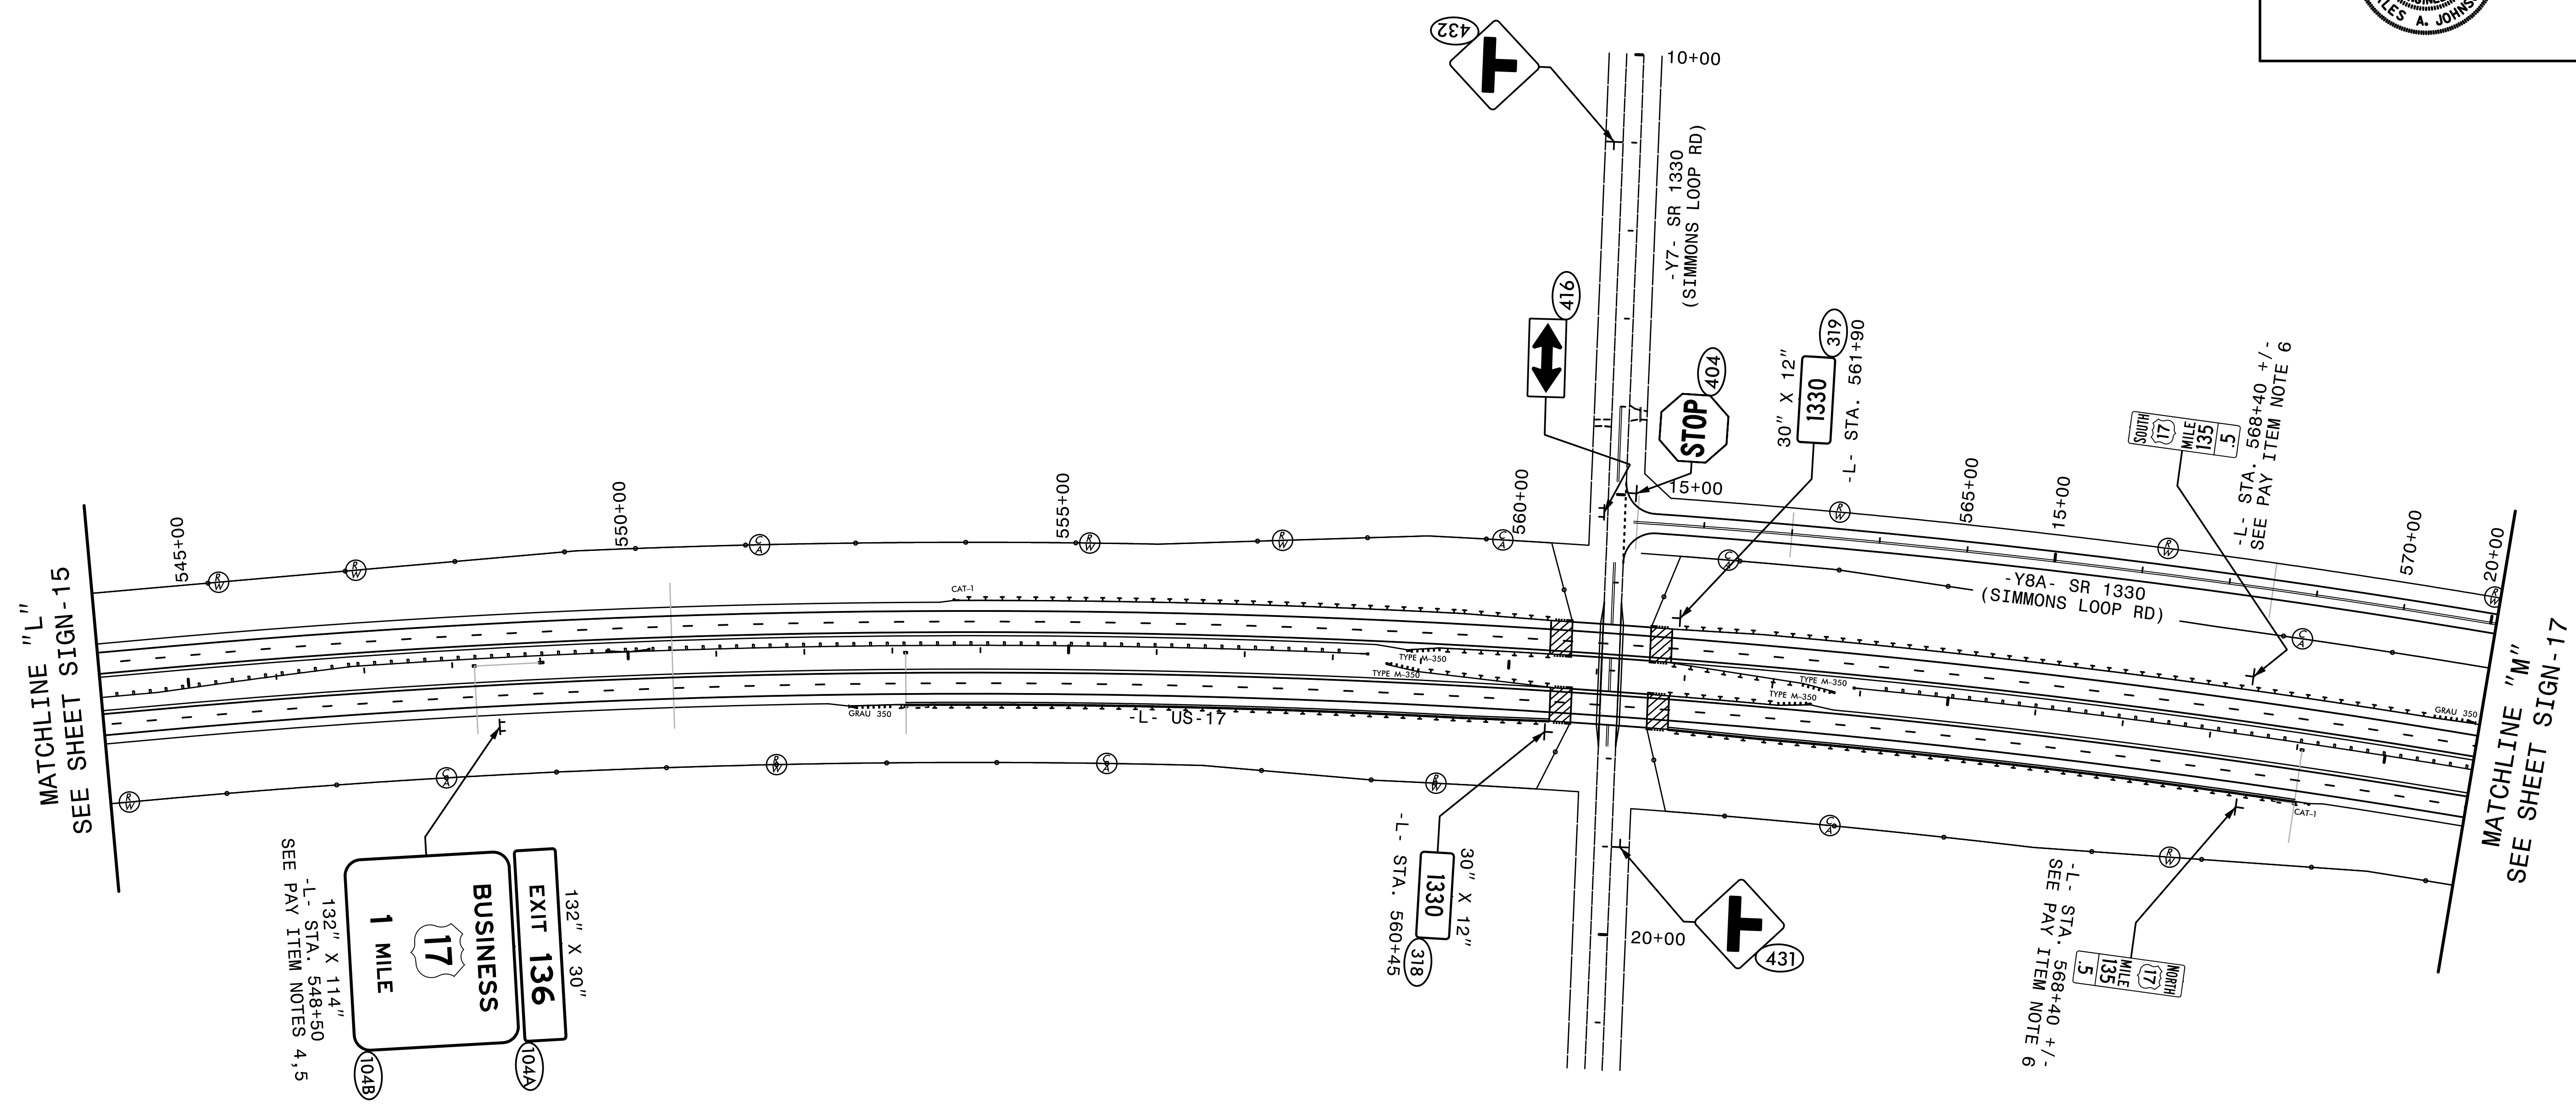 LES A. JOHNS
432
10+00
-Y7- SR 1330
(SIMMONS LOOP RD)
416
404
STOP
15+00
319
1330
30" X 12"
-L- STA. 561+90
SOUTH
17
MILE
135
.5
-L- STA. 568+40 +/-
SEE PAY ITEM NOTE 6
MATCHLINE "L"
SEE SHEET SIGN-15
545+00
550+00
555+00
560+00
565+00
15+00
570+00
20+00
R/W
R/W
C/A
R/W
R/W
C/A
C/A
R/W
R/W
R/W
C/A
-Y8A- SR 1330
(SIMMONS LOOP RD)
CAT-1
TYPE M-350
TYPE M-350
TYPE M-350
TYPE M-350
GRAU 350
GRAU 350
-L- US-17
CAT-1
R/W
C/A
R/W
C/A
R/W
C/A
R/W
MATCHLINE "M"
SEE SHEET SIGN-17
132" X 30"
EXIT 136
104A
BUSINESS
17
1 MILE
104B
132" X 114"
-L- STA. 548+50
SEE PAY ITEM NOTES 4,5
30" X 12"
1330
318
-L- STA. 560+45
431
20+00
NORTH
17
MILE
135
.5
-L- STA. 568+40 +/-
SEE PAY ITEM NOTE 6